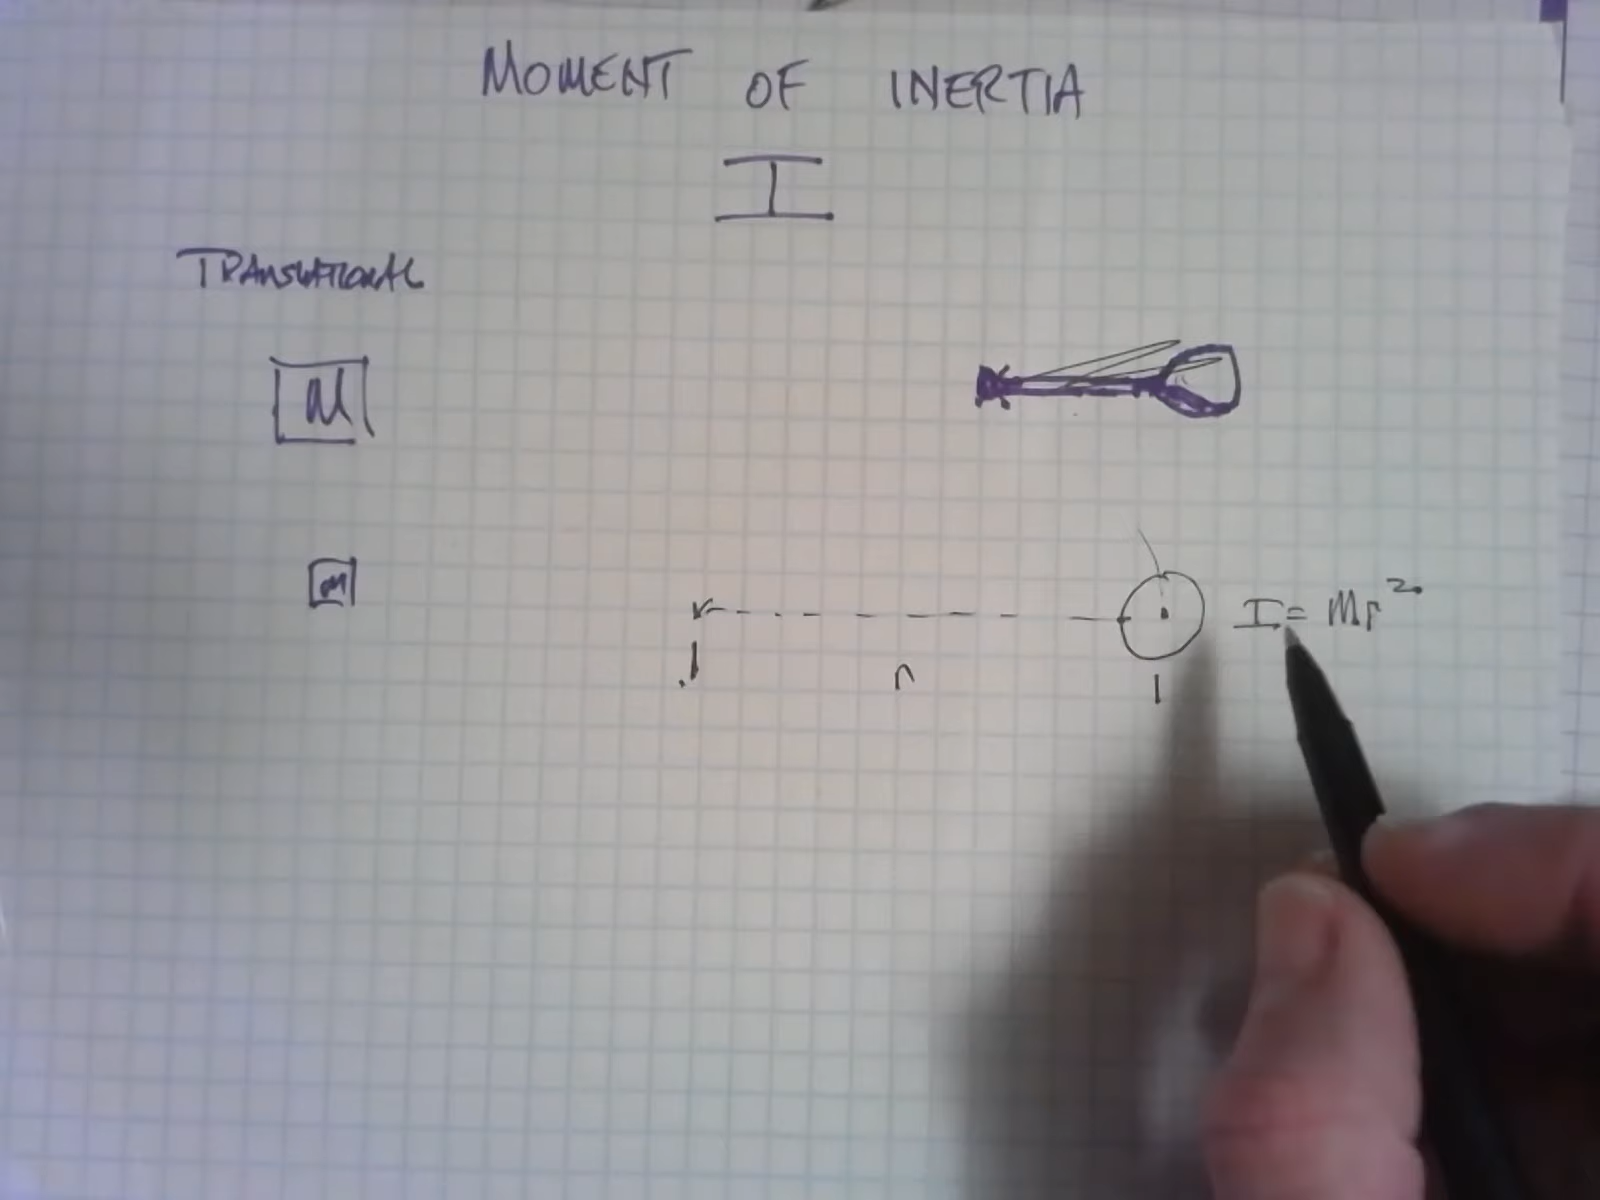 MOMENT OF INERTIA
I
TRANSLATIONAL
M
m
I = Mr²
r